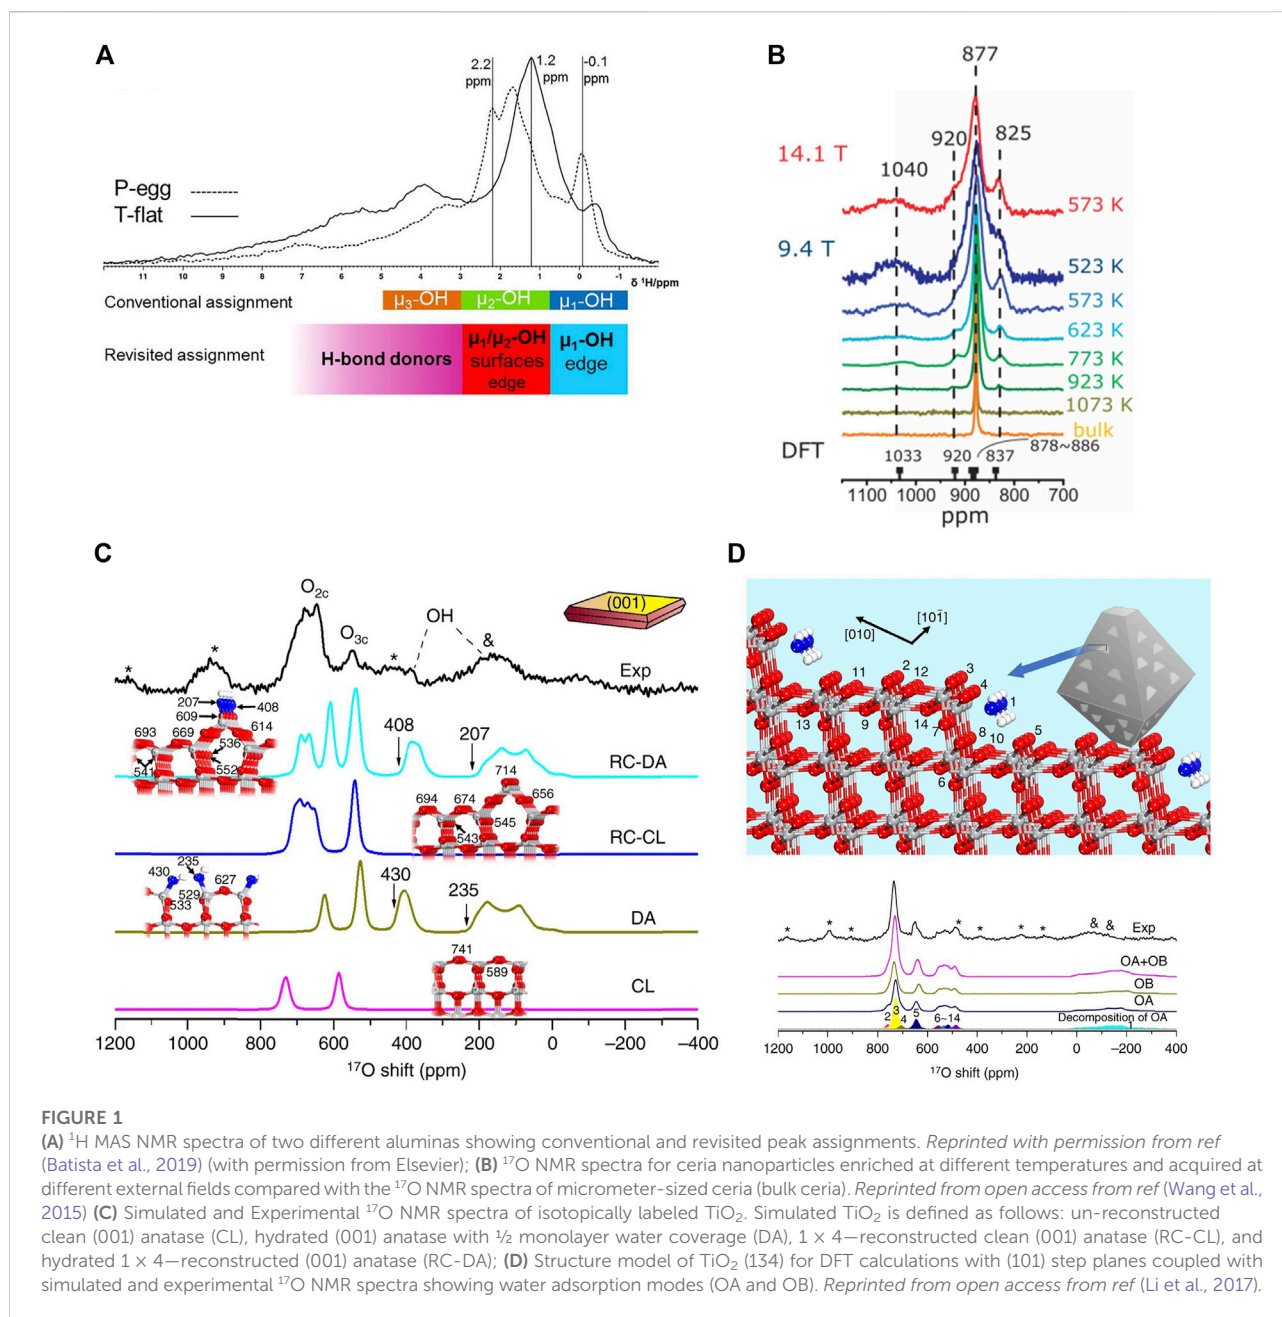 A
2.2
ppm
1.2
ppm
-0.1
ppm
P-egg
T-flat
11 9 8 7 6 5 4 3 2 1 0 -1
δ ¹H/ppm
Conventional assignment
μ₃-OH μ₂-OH μ₁-OH
Revisited assignment
H-bond donors
μ₁/μ₂-OH
surfaces
edge
μ₁-OH
edge
B
877
920
825
1040
14.1 T
573 K
9.4 T
523 K
573 K
623 K
773 K
923 K
1073 K
bulk
DFT
1033 920 837
878~886
1100 1000 900 800 700
ppm
C
O₂c
O₃c
OH
&
* * *
(001)
Exp
207
408
609
693
669
614
536
541
552
408
207
RC-DA
714
694
674
656
545
543
RC-CL
430
235
627
529
533
430
235
DA
741
589
CL
1200 1000 800 600 400 200 0 −200 −400
¹⁷O shift (ppm)
D
[010]
[101̄]
11 2 12 3 4 1
13 9 14 7 8 10 5
6
* * * * * * * & *
Exp
OA+OB
OB
OA
Decomposition of OA
2 3 4 5 6~14
1200 1000 800 600 400 200 0 −200 400
¹⁷O shift (ppm)
FIGURE 1
(A) ¹H MAS NMR spectra of two different aluminas showing conventional and revisited peak assignments. Reprinted with permission from ref
(Batista et al., 2019) (with permission from Elsevier); (B) ¹⁷O NMR spectra for ceria nanoparticles enriched at different temperatures and acquired at
different external fields compared with the ¹⁷O NMR spectra of micrometer-sized ceria (bulk ceria). Reprinted from open access from ref (Wang et al.,
2015) (C) Simulated and Experimental ¹⁷O NMR spectra of isotopically labeled TiO₂. Simulated TiO₂ is defined as follows: un-reconstructed
clean (001) anatase (CL), hydrated (001) anatase with ½ monolayer water coverage (DA), 1 × 4—reconstructed clean (001) anatase (RC-CL), and
hydrated 1 × 4—reconstructed (001) anatase (RC-DA); (D) Structure model of TiO₂ (134) for DFT calculations with (101) step planes coupled with
simulated and experimental ¹⁷O NMR spectra showing water adsorption modes (OA and OB). Reprinted from open access from ref (Li et al., 2017).